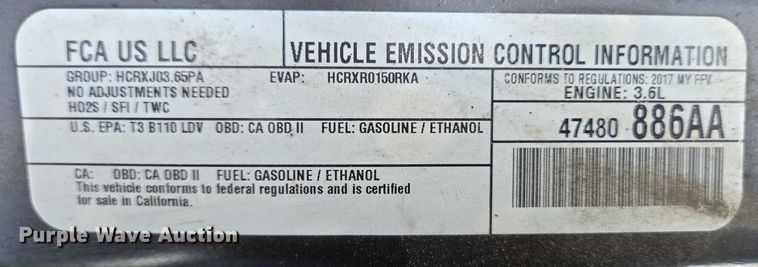 FCA US LLC
VEHICLE EMISSION CONTROL INFORMATION
GROUP: HCRXJ03.65PA EVAP: HCRXR0150RKA
NO ADJUSTMENTS NEEDED
HO2S / SFI / TWC
CONFORMS TO REGULATIONS: 2017 MY FFV
ENGINE: 3.6L
U.S. EPA: T3 B110 LDV OBD: CA OBD II FUEL: GASOLINE / ETHANOL
47480 886AA
CA: OBD: CA OBD II FUEL: GASOLINE / ETHANOL
This vehicle conforms to federal regulations and is certified
for sale in California.
Purple Wave Auction